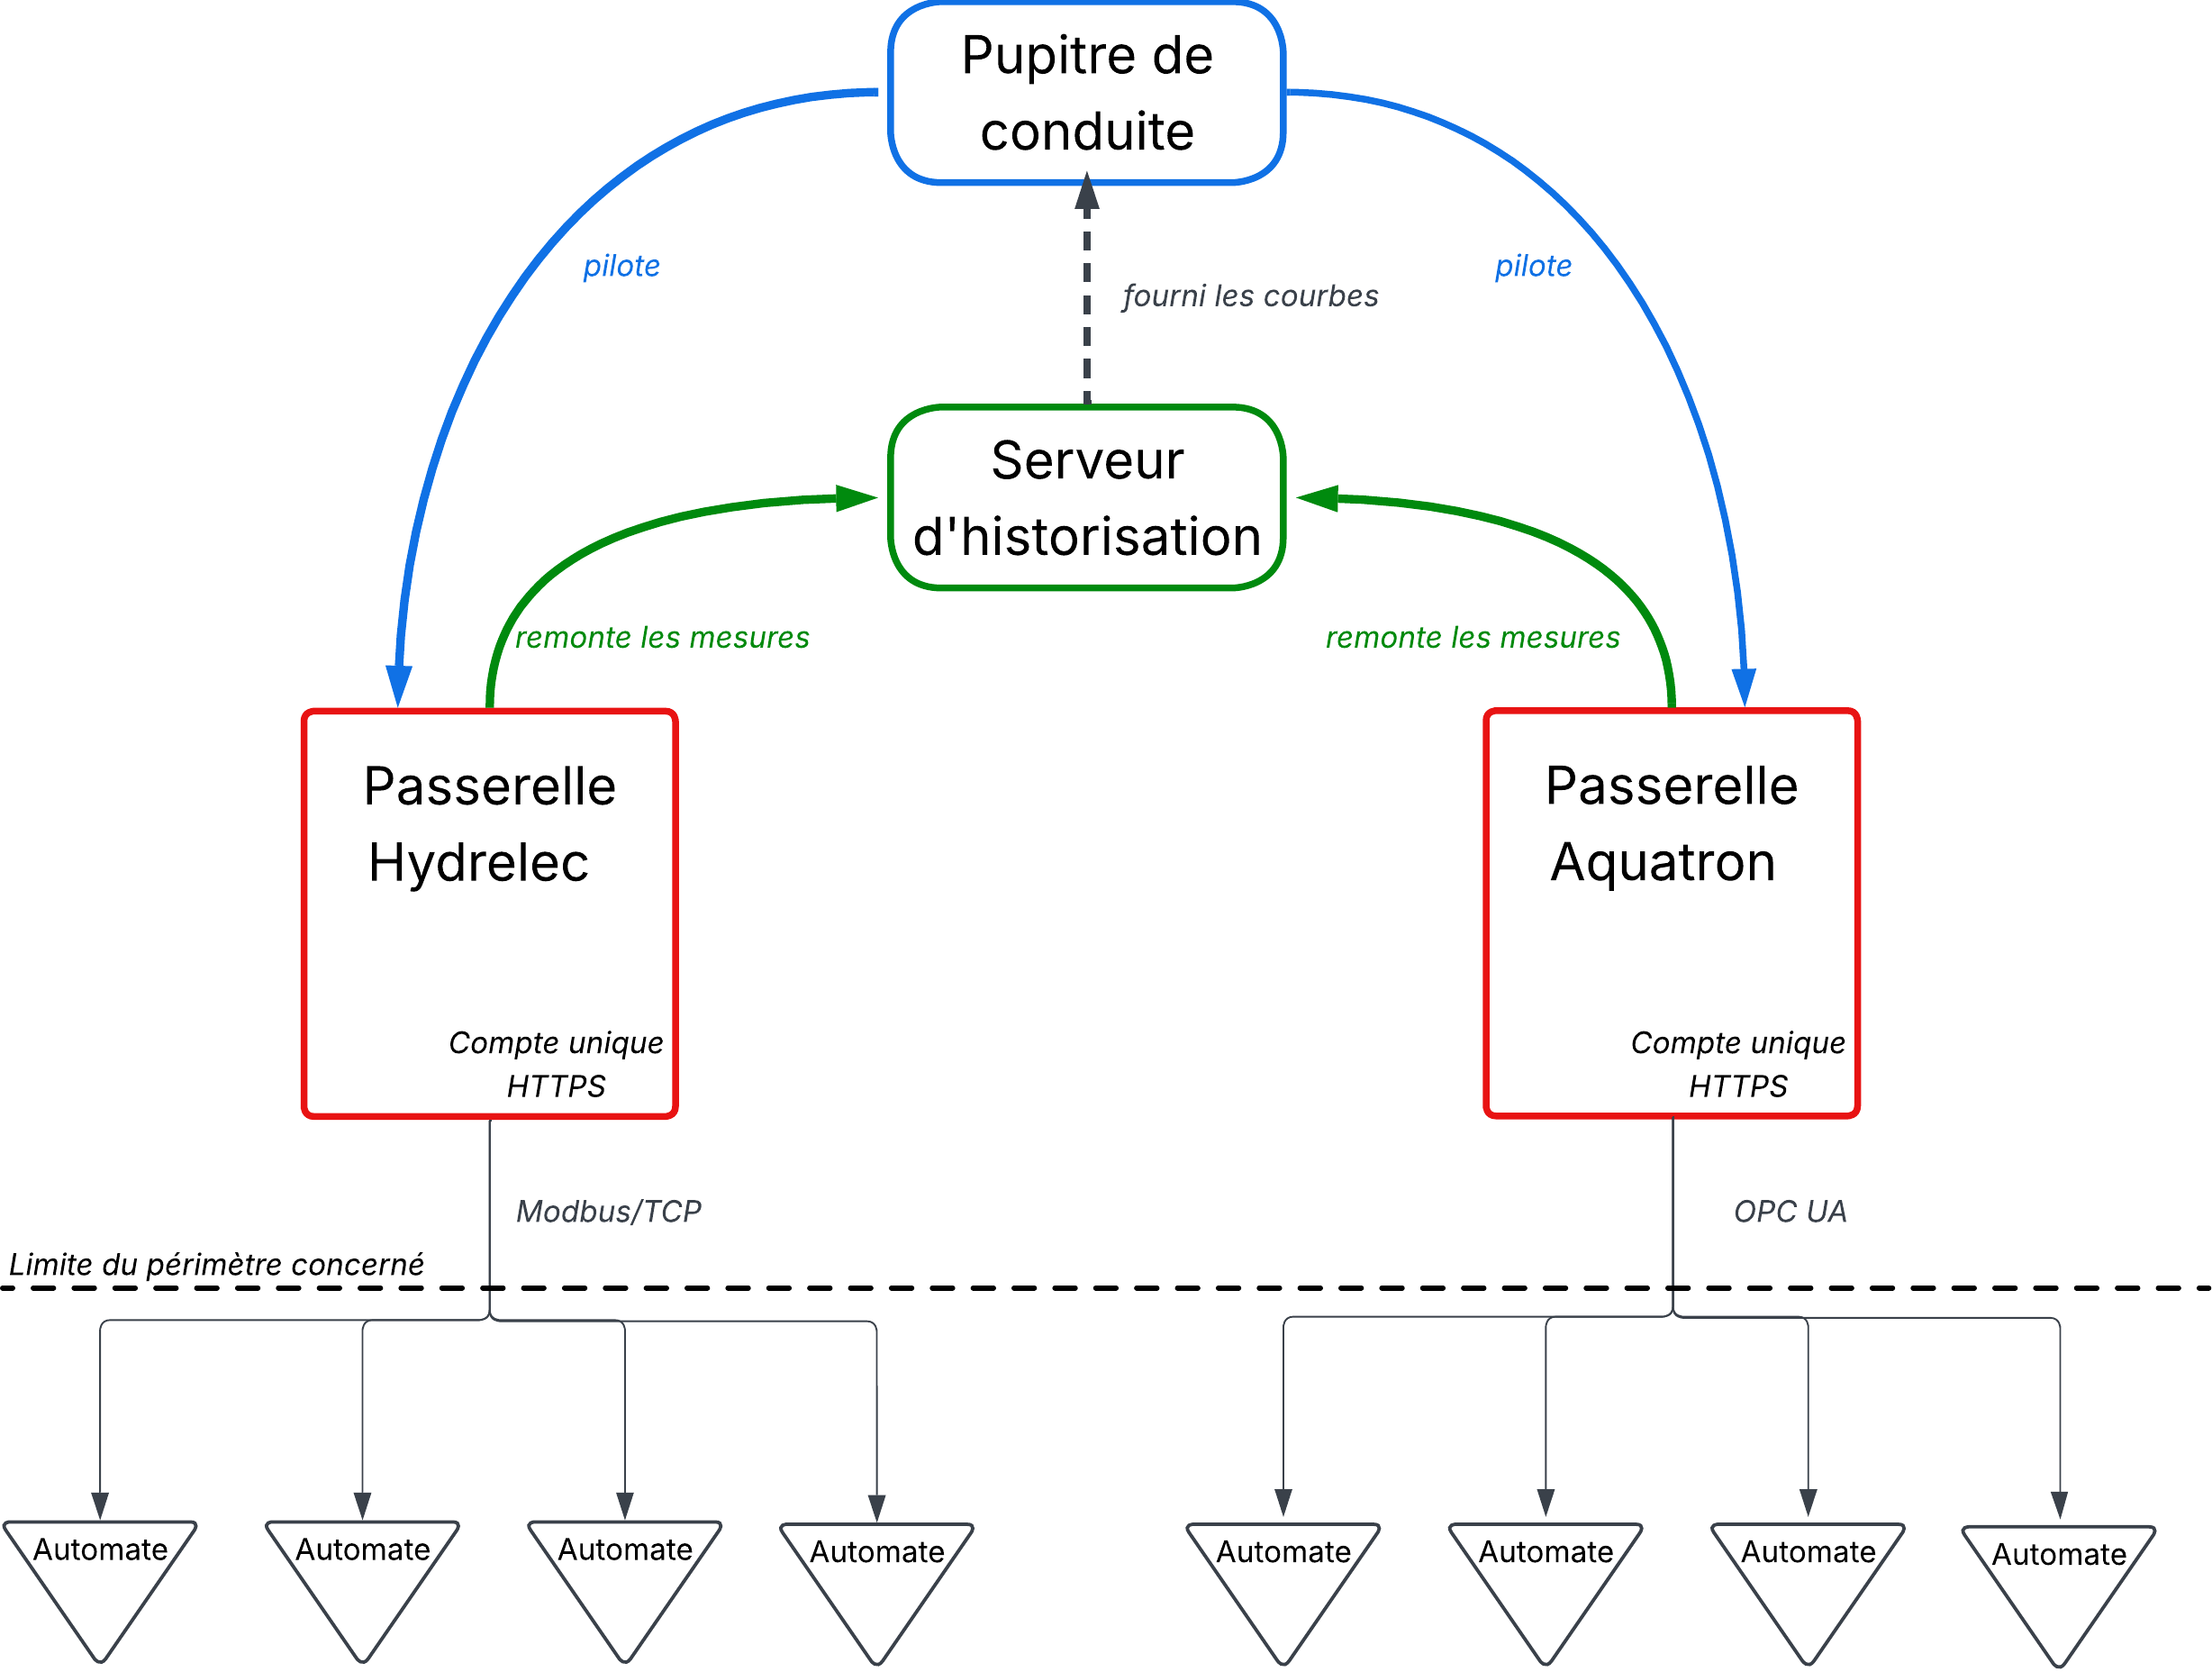 Pupitre de
conduite
pilote
pilote
fourni les courbes
Serveur
d'historisation
remonte les mesures
remonte les mesures
Passerelle
Hydrelec
Compte unique
HTTPS
Passerelle
Aquatron
Compte unique
HTTPS
Modbus/TCP
OPC UA
Limite du périmètre concerné
Automate
Automate
Automate
Automate
Automate
Automate
Automate
Automate